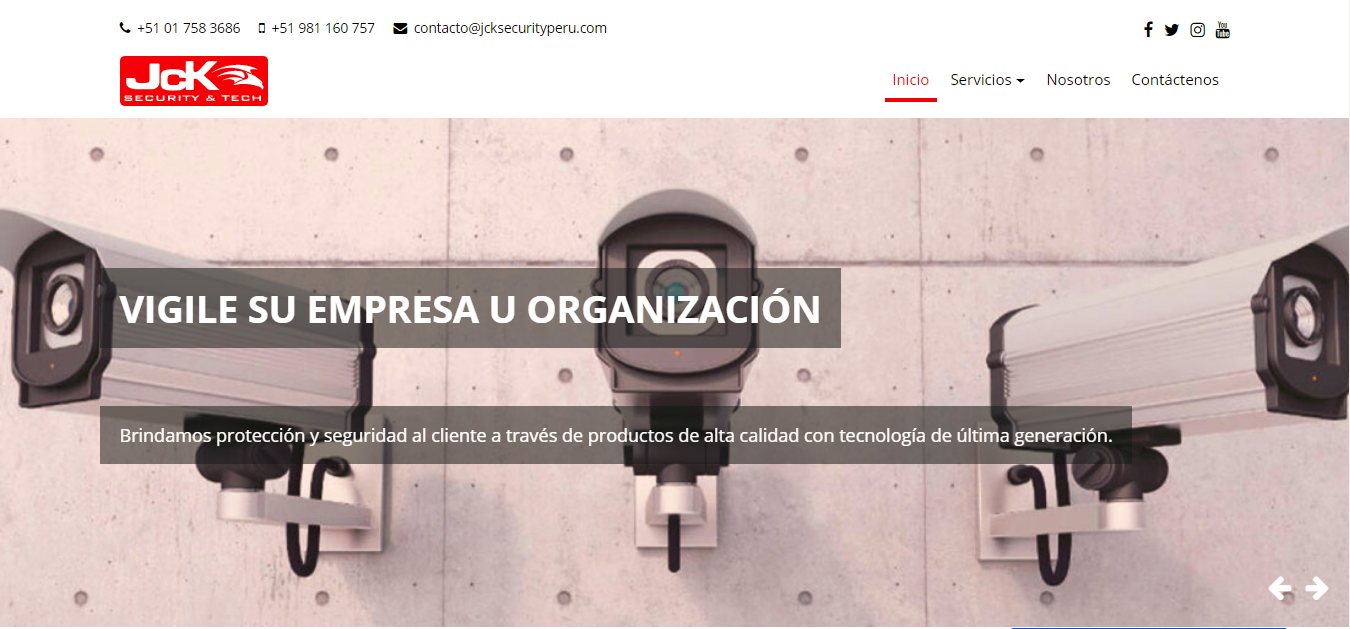 +51 01 758 3686 +51 981 160 757 contacto@jcksecurityperu.com
You Tube
JcK
SECURITY & TECH
Inicio Servicios Nosotros Contáctenos
VIGILE SU EMPRESA U ORGANIZACIÓN
Brindamos protección y seguridad al cliente a través de productos de alta calidad con tecnología de última generación.